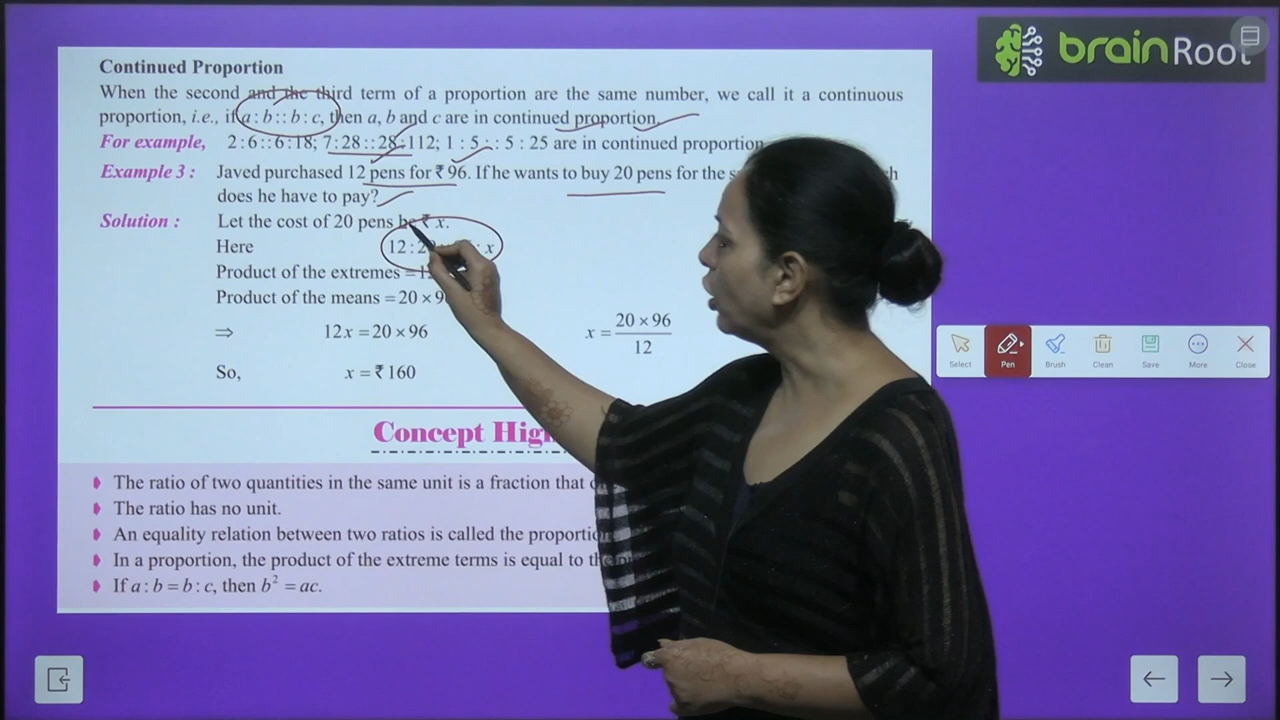 brainRoot
Continued Proportion
When the second and the third term of a proportion are the same number, we call it a continuous
proportion, i.e., if a : b :: b : c, then a, b and c are in continued proportion.
For example, 2 : 6 : : 6 : 18; 7 : 28 : : 28 : 112; 1 : 5 : : 5 : 25 are in continued proportion
Example 3 : Javed purchased 12 pens for ₹ 96. If he wants to buy 20 pens for the
does he have to pay?
Solution : Let the cost of 20 pens be ₹ x.
Here 12 : x
Product of the extremes =
Product of the means = 20 ×
⇒ 12x = 20 × 96 x = 20 × 96 / 12
So, x = ₹ 160
Concept
The ratio of two quantities in the same unit is a fraction that
The ratio has no unit.
An equality relation between two ratios is called the
In a proportion, the product of the extreme terms is equal to
If a : b = b : c, then b² = ac.
Select Pen Brush Clean Save More Close